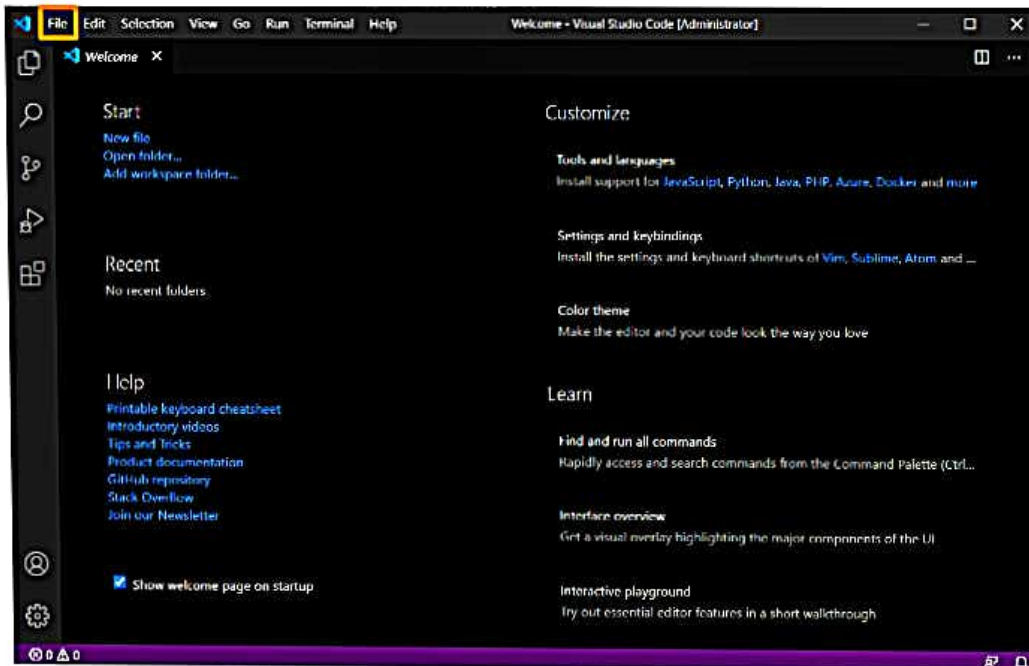 File Edit Selection View Go Run Terminal Help Welcome - Visual Studio Code [Administrator]
Welcome
Start
New file
Open folder...
Add workspace folder...
Recent
No recent folders
Help
Printable keyboard cheatsheet
Introductory videos
Tips and Tricks
Product documentation
GitHub repository
Stack Overflow
Join our Newsletter
Show welcome page on startup
Customize
Tools and languages
Install support for JavaScript, Python, Java, PHP, Azure, Docker and more
Settings and keybindings
Install the settings and keyboard shortcuts of Vim, Sublime, Atom and ...
Color theme
Make the editor and your code look the way you love
Learn
Find and run all commands
Rapidly access and search commands from the Command Palette (Ctrl...
Interface overview
Get a visual overlay highlighting the major components of the UI
Interactive playground
Try out essential editor features in a short walkthrough
0 0